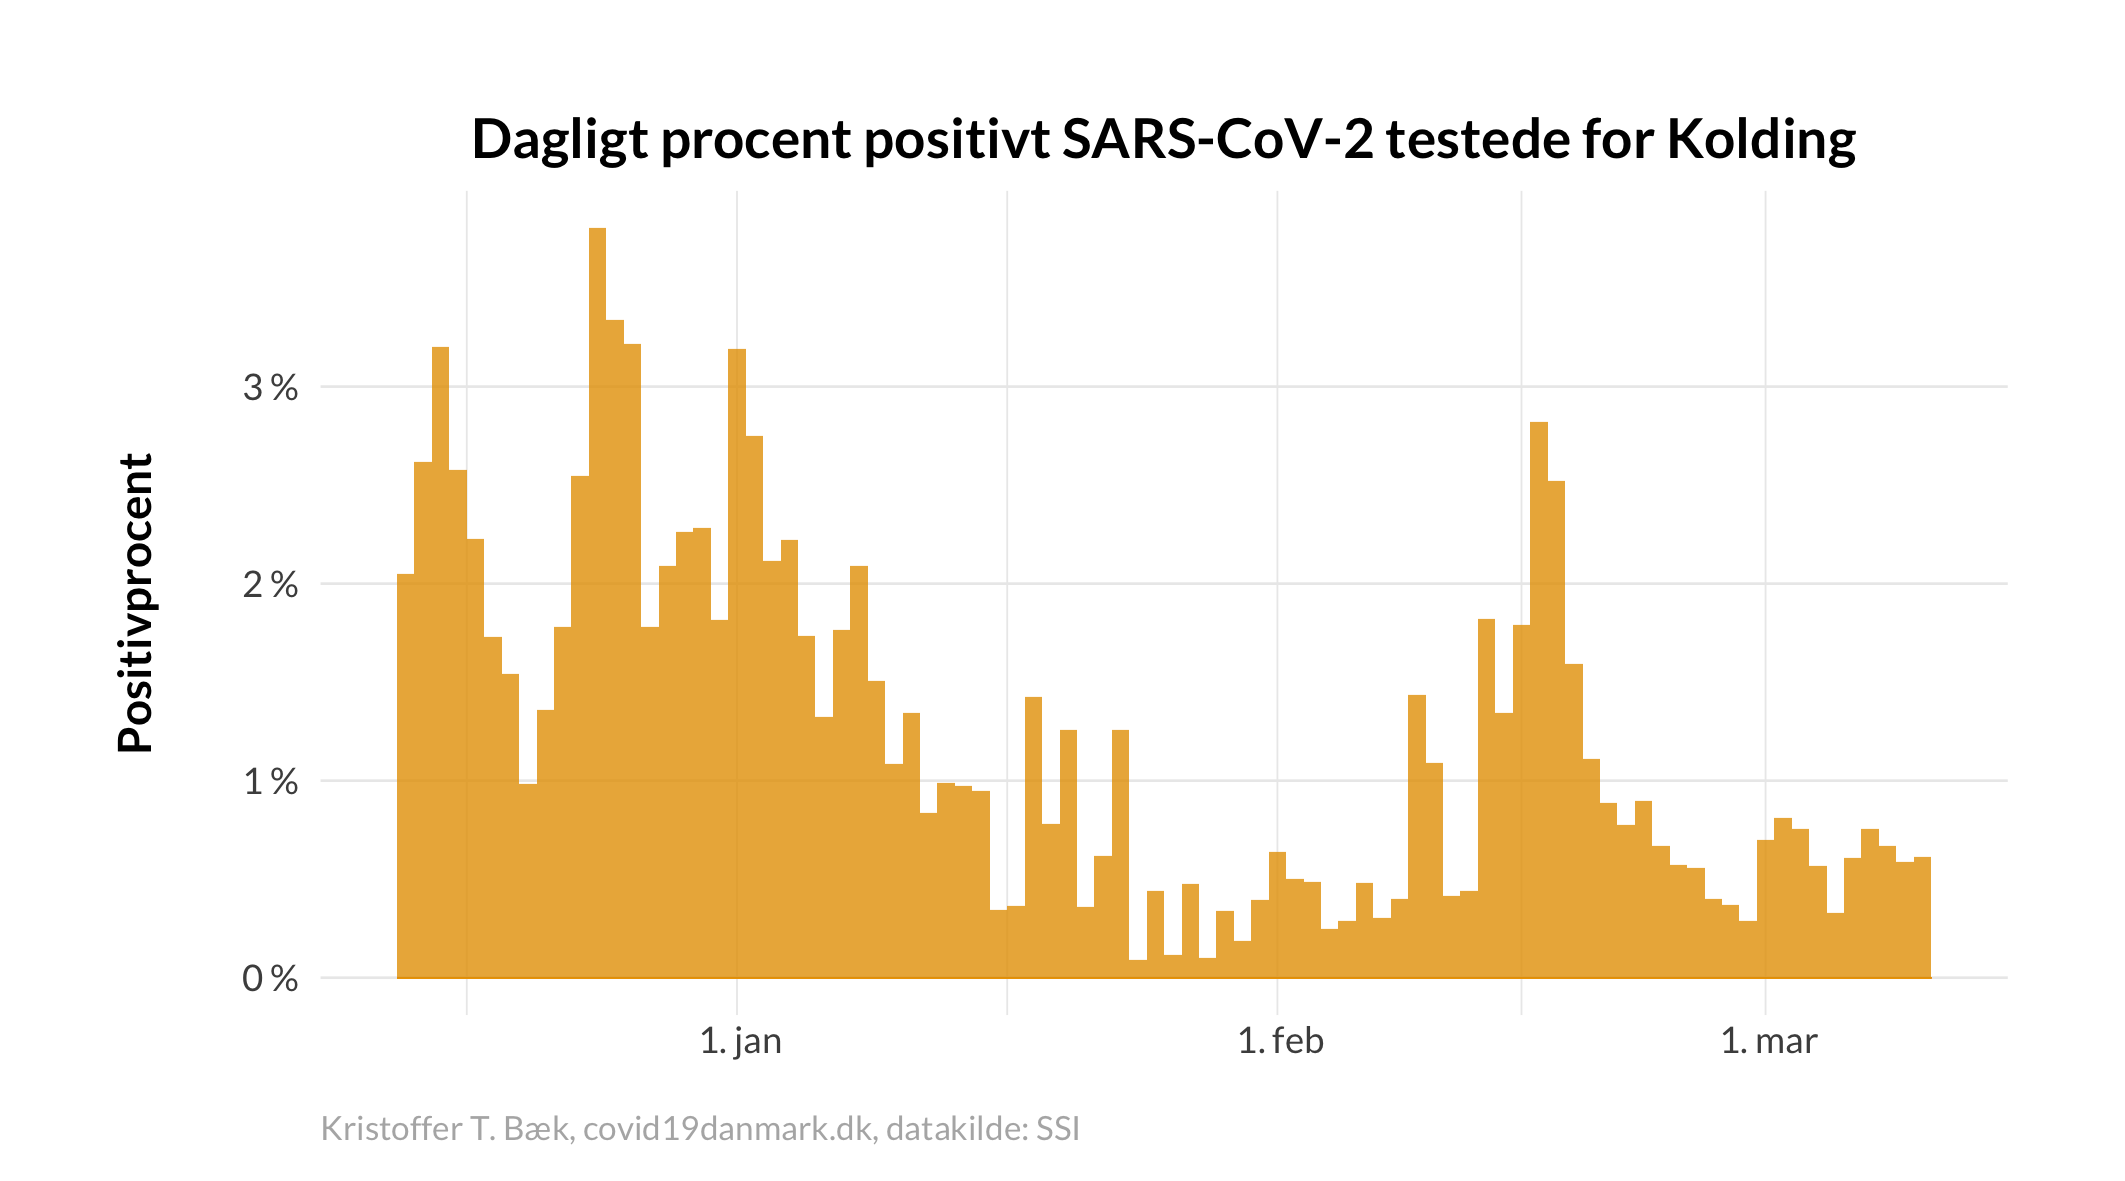 Dagligt procent positivt SARS-CoV-2 testede for Kolding
Positivprocent
3 %
2 %
1 %
0 %
1. jan
1. feb
1. mar
Kristoffer T. Bæk, covid19danmark.dk, datakilde: SSI